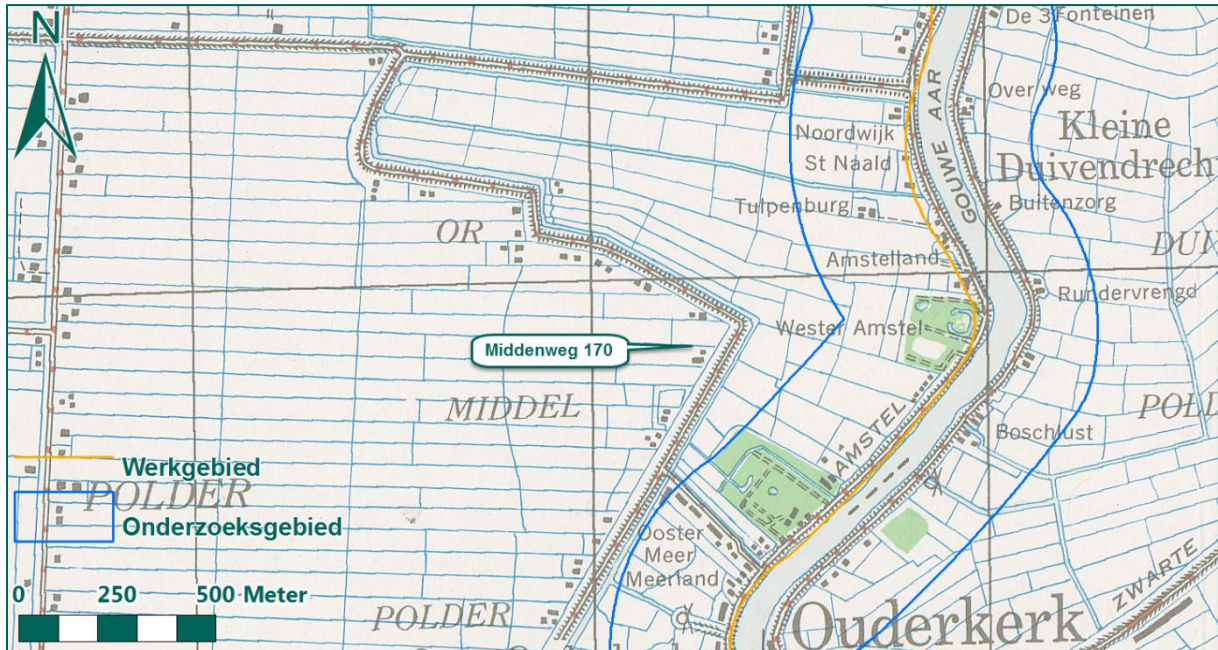 N
De 3 Fonteinen
Over weg
Noordwijk
St Naald
GOUWE AAR
Kleine
Duivendrecht
Tulpenburg
Buitenzorg
OR
DUI
Amstelland
Rundervrengd
Wester Amstel
Middenweg 170
MIDDEL
AMSTEL
POLD
Boschlust
Werkgebied
POLDER
Onderzoeksgebied
Ooster
Meer
Meerland
0 250 500 Meter
POLDER
Ouderkerk
ZWARTE